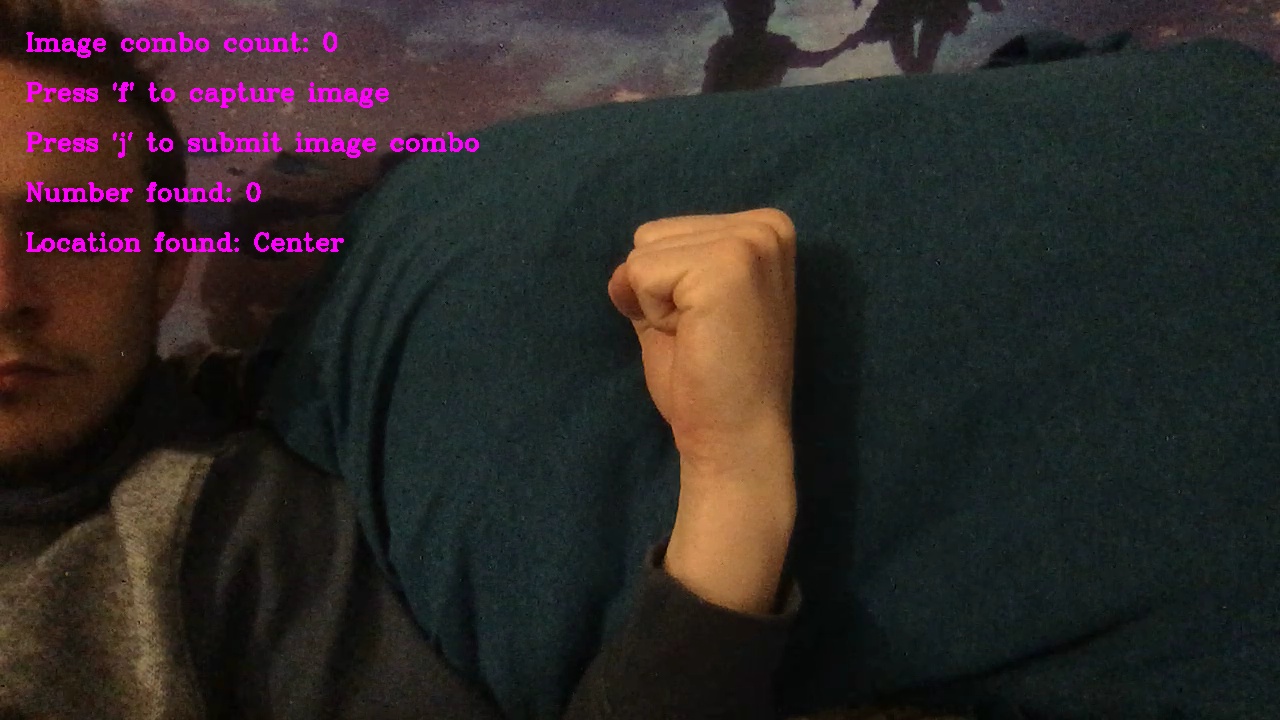 Image combo count: 0
Press 'f' to capture image
Press 'j' to submit image combo
Number found: 0
Location found: Center